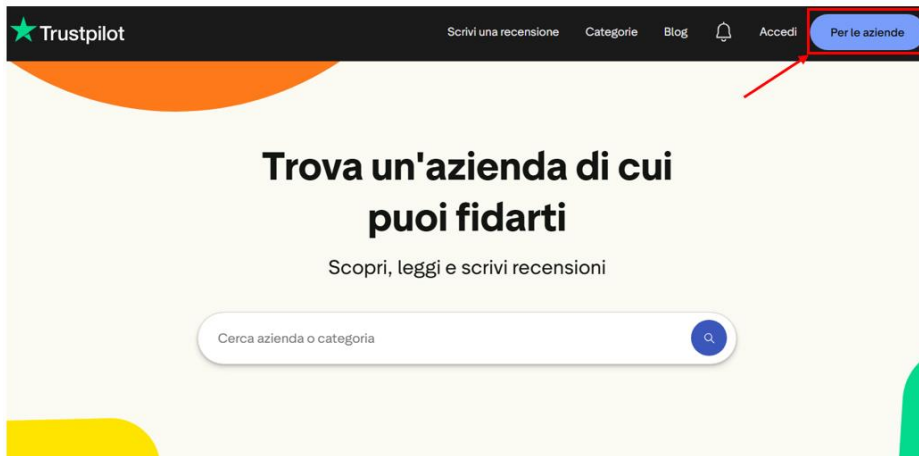 Trustpilot
Scrivi una recensione
Categorie
Blog
Accedi
Per le aziende
Trova un'azienda di cui
puoi fidarti
Scopri, leggi e scrivi recensioni
Cerca azienda o categoria